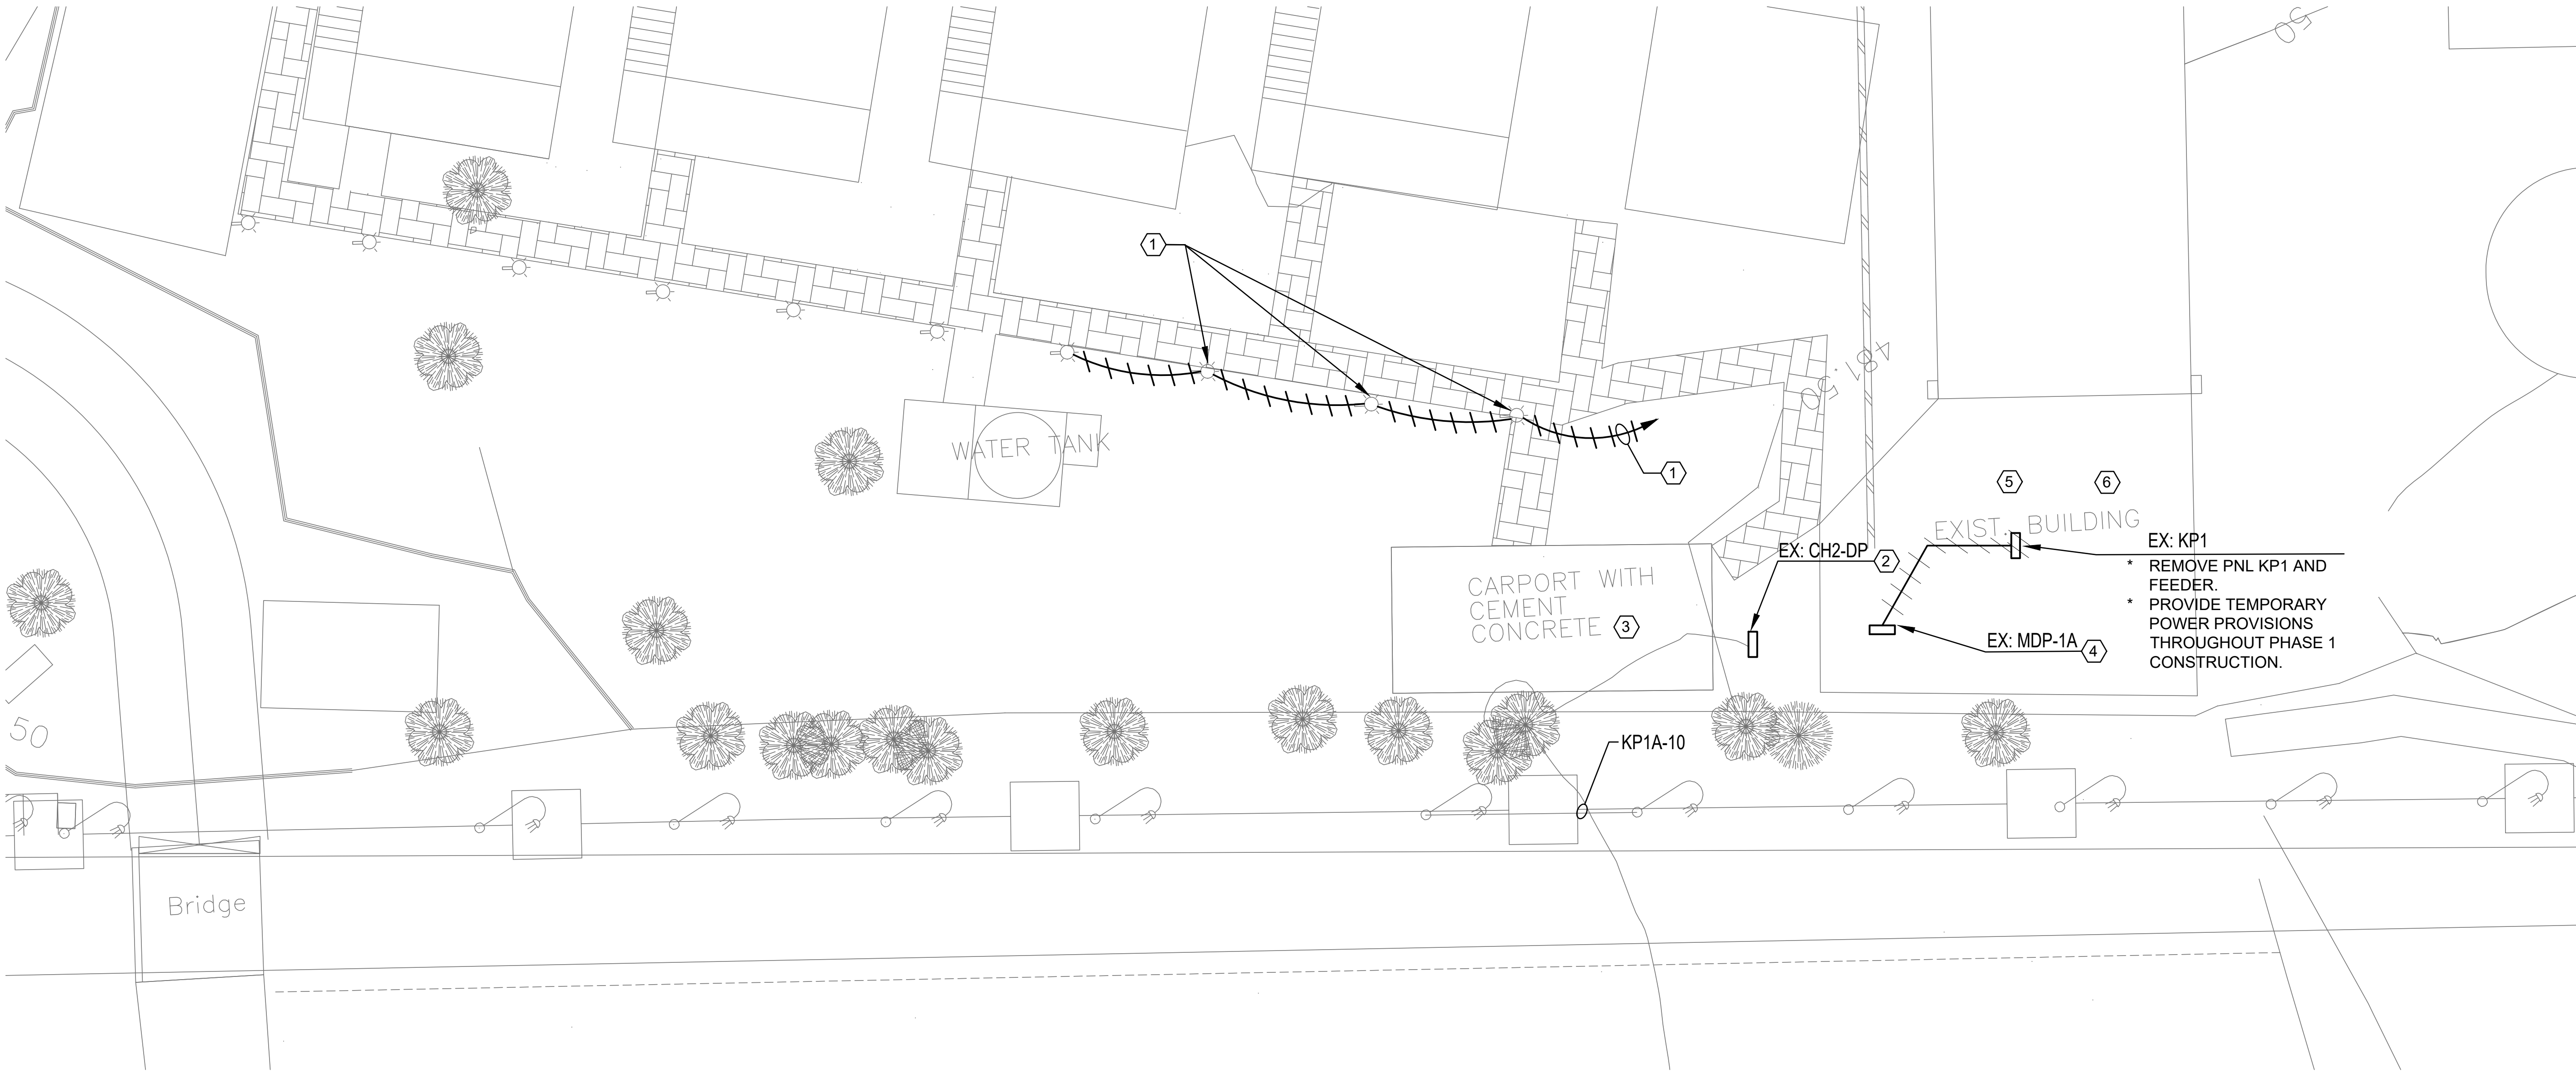 50
1
481.50
WATER TANK
1
5
6
EXIST. BUILDING
EX: KP1
* REMOVE PNL KP1 AND
FEEDER.
* PROVIDE TEMPORARY
POWER PROVISIONS
THROUGHOUT PHASE 1
CONSTRUCTION.
EX: CH2-DP
2
CARPORT WITH
CEMENT
CONCRETE
3
EX: MDP-1A
4
50
KP1A-10
Bridge